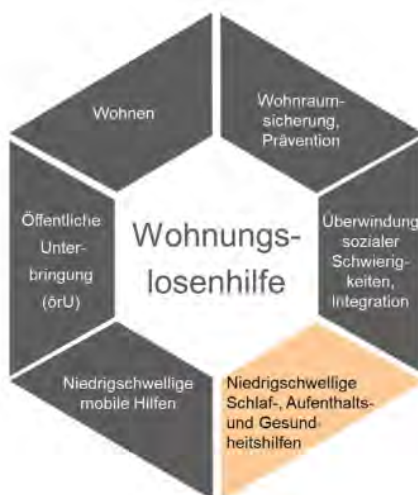 Wohnen
Wohnraum-
sicherung,
Prävention
Öffentliche
Unter-
bringung
(örU)
Wohnungs-
losenhilfe
Überwindung
sozialer
Schwierig-
keiten,
Integration
Niedrigschwellige
mobile Hilfen
Niedrigschwellige
Schlaf-, Aufenthalts-
und Gesund-
heitshilfen